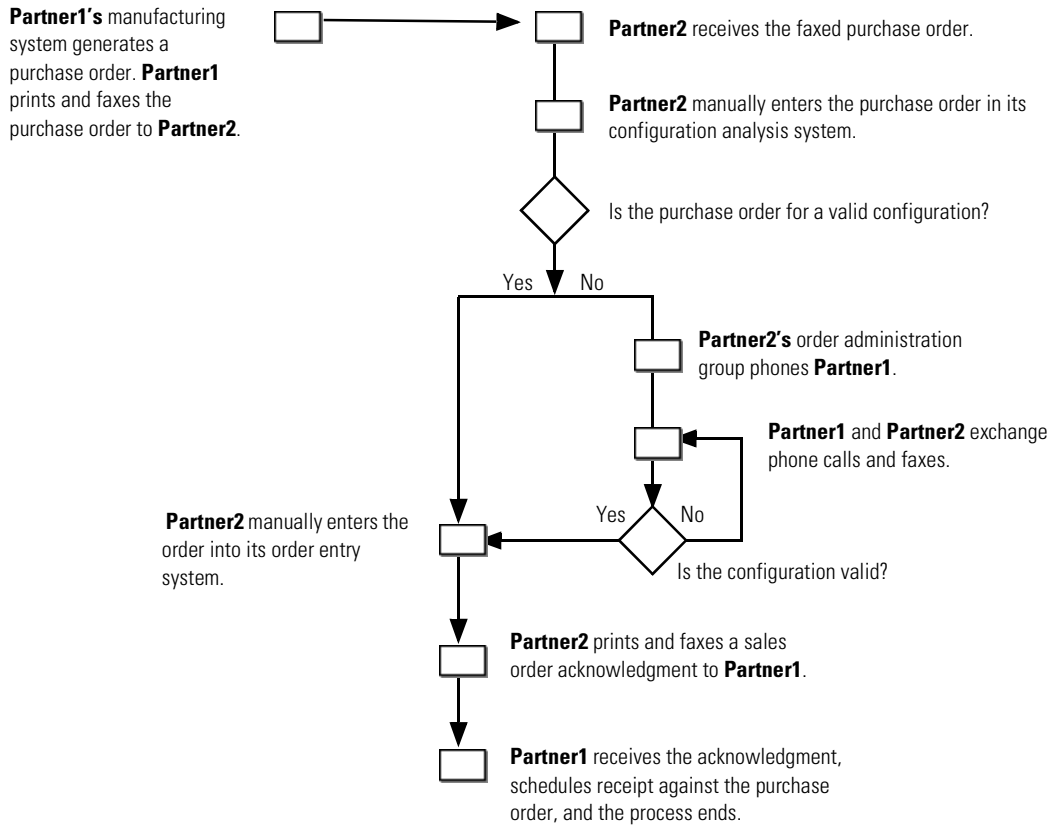 Partner1's manufacturing
system generates a
purchase order. Partner1
prints and faxes the
purchase order to Partner2.
Partner2 receives the faxed purchase order.
Partner2 manually enters the purchase order in its
configuration analysis system.
Is the purchase order for a valid configuration?
Yes
No
Partner2's order administration
group phones Partner1.
Partner1 and Partner2 exchange
phone calls and faxes.
Yes
No
Is the configuration valid?
Partner2 manually enters the
order into its order entry
system.
Partner2 prints and faxes a sales
order acknowledgment to Partner1.
Partner1 receives the acknowledgment,
schedules receipt against the purchase
order, and the process ends.